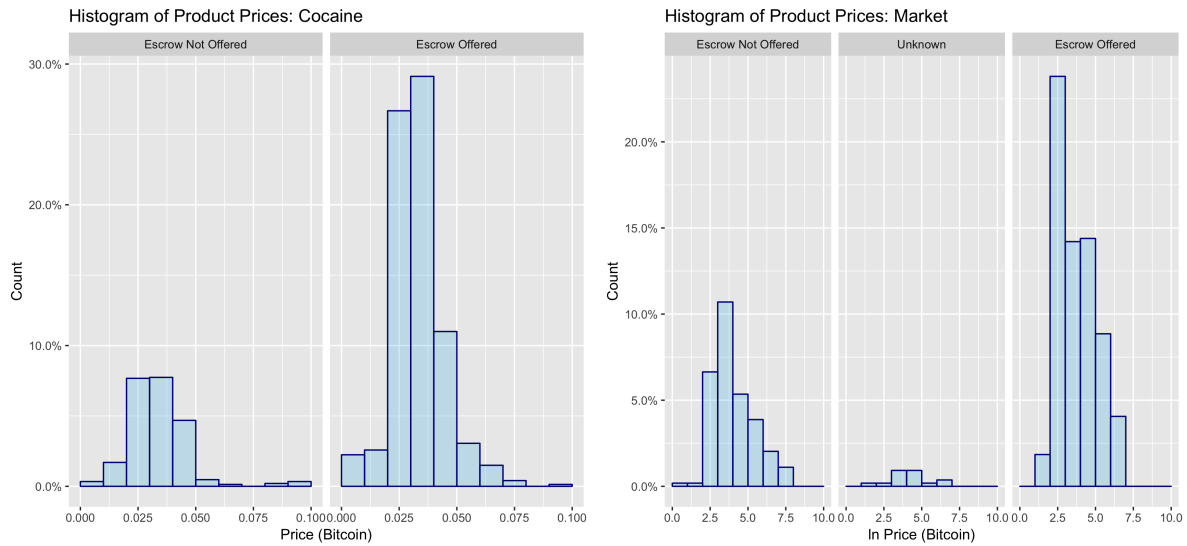 Histogram of Product Prices: Cocaine
Escrow Not Offered
Escrow Offered
30.0%
20.0%
10.0%
0.0%
Count
0.000 0.025 0.050 0.075 0.100
0.000 0.025 0.050 0.075 0.100
Price (Bitcoin)
Histogram of Product Prices: Market
Escrow Not Offered
Unknown
Escrow Offered
20.0%
15.0%
10.0%
5.0%
0.0%
Count
0.0 2.5 5.0 7.5 10.0
0.0 2.5 5.0 7.5 10.0
0.0 2.5 5.0 7.5 10.0
ln Price (Bitcoin)